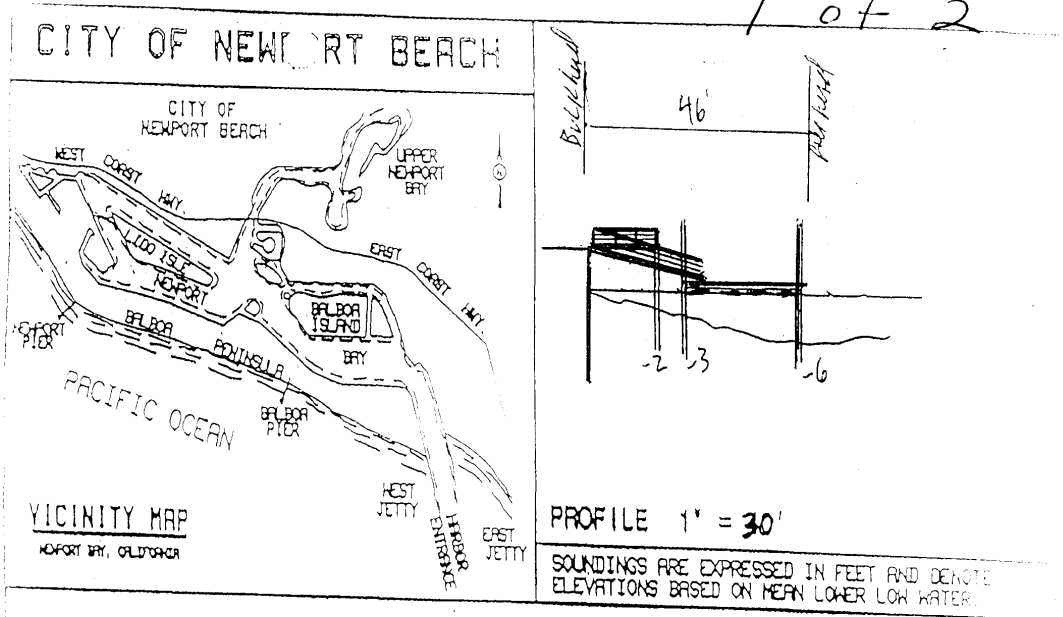 1 of 2
CITY OF NEWPORT BEACH
CITY OF
NEWPORT BEACH
UPPER
NEWPORT
BAY
WEST COAST HWY.
EAST COAST HWY.
LIDO ISLE
NEWPORT
BALBOA
ISLAND
BAY
NEWPORT
PIER
BALBOA PENINSULA
BALBOA
PIER
PACIFIC OCEAN
WEST
JETTY
HARBOR
ENTRANCE
EAST
JETTY
VICINITY MAP
NEWPORT BAY, CALIFORNIA
Bulkhead
46'
-2
-3
-6
PROFILE 1" = 30'
SOUNDINGS ARE EXPRESSED IN FEET AND DENOTE
ELEVATIONS BASED ON MEAN LOWER LOW WATER.